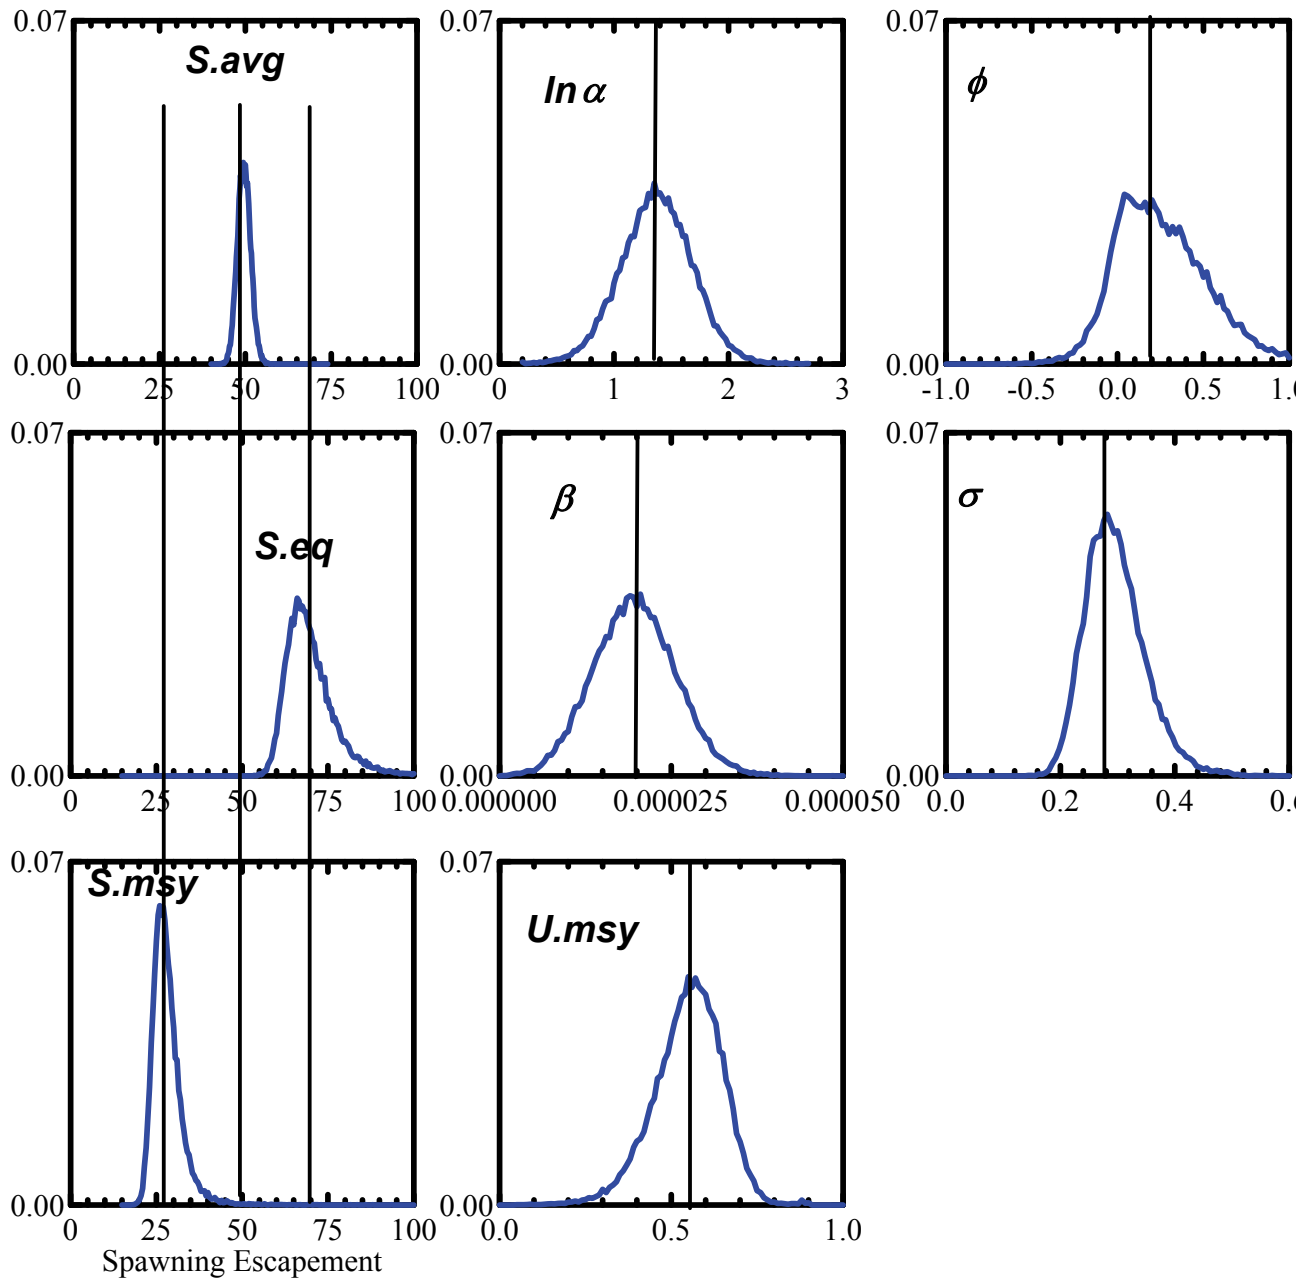 0.07 0.07 0.07
S.avg ln α ϕ
0.00 0.00 0.00
0 25 50 75 100 0 1 2 3 -1.0 -0.5 0.0 0.5 1.0
0.07 0.07 0.07
β σ
S.eq
0.00 0.00 0.00
0 25 50 75 100 0.000000 0.000025 0.000050 0.0 0.2 0.4
0.07 0.07
S.msy
U.msy
0.00 0.00
0 25 50 75 100 0.0 0.5 1.0
Spawning Escapement